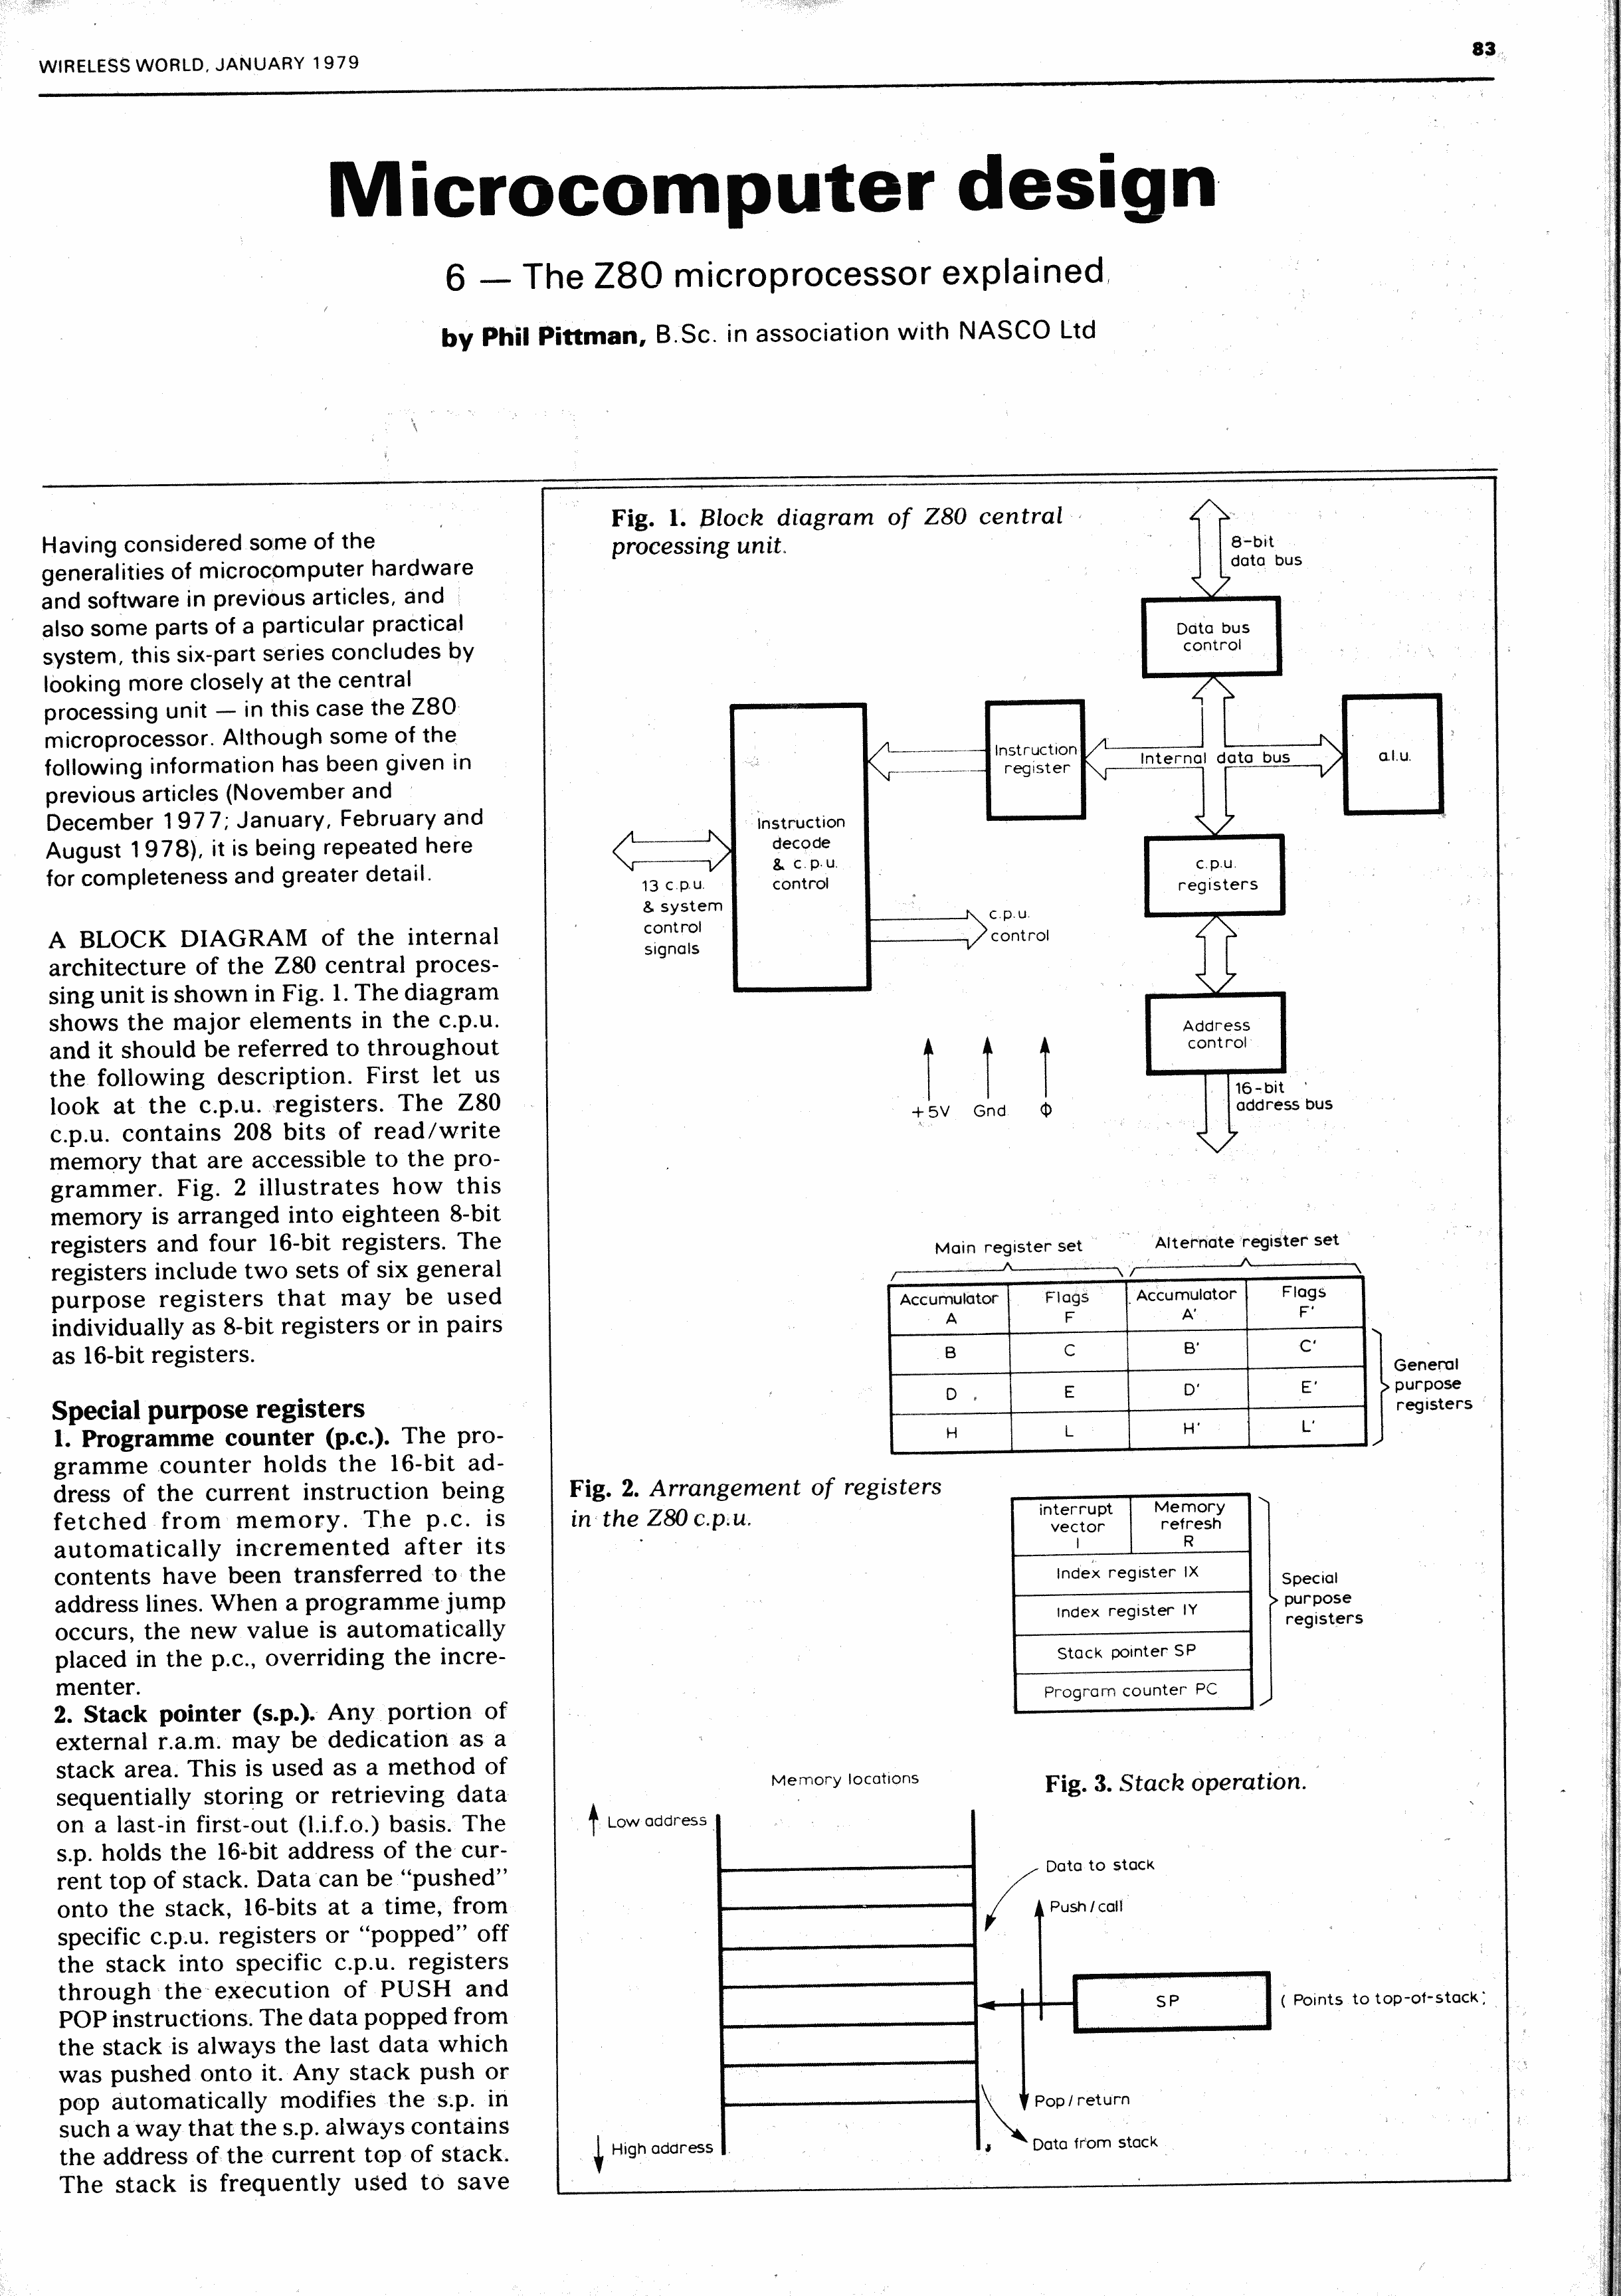 WIRELESS WORLD, JANUARY 1979
83
Microcomputer design
6 — The Z80 microprocessor explained
by Phil Pittman, B.Sc. in association with NASCO Ltd
Having considered some of the
generalities of microcomputer hardware
and software in previous articles, and
also some parts of a particular practical
system, this six-part series concludes by
looking more closely at the central
processing unit — in this case the Z80
microprocessor. Although some of the
following information has been given in
previous articles (November and
December 1977; January, February and
August 1978), it is being repeated here
for completeness and greater detail.
A BLOCK DIAGRAM of the internal
architecture of the Z80 central proces-
sing unit is shown in Fig. 1. The diagram
shows the major elements in the c.p.u.
and it should be referred to throughout
the following description. First let us
look at the c.p.u. registers. The Z80
c.p.u. contains 208 bits of read/write
memory that are accessible to the pro-
grammer. Fig. 2 illustrates how this
memory is arranged into eighteen 8-bit
registers and four 16-bit registers. The
registers include two sets of six general
purpose registers that may be used
individually as 8-bit registers or in pairs
as 16-bit registers.
Special purpose registers
1. Programme counter (p.c.). The pro-
gramme counter holds the 16-bit ad-
dress of the current instruction being
fetched from memory. The p.c. is
automatically incremented after its
contents have been transferred to the
address lines. When a programme jump
occurs, the new value is automatically
placed in the p.c., overriding the incre-
menter.
2. Stack pointer (s.p.). Any portion of
external r.a.m. may be dedication as a
stack area. This is used as a method of
sequentially storing or retrieving data
on a last-in first-out (l.i.f.o.) basis. The
s.p. holds the 16-bit address of the cur-
rent top of stack. Data can be “pushed”
onto the stack, 16-bits at a time, from
specific c.p.u. registers or “popped” off
the stack into specific c.p.u. registers
through the execution of PUSH and
POP instructions. The data popped from
the stack is always the last data which
was pushed onto it. Any stack push or
pop automatically modifies the s.p. in
such a way that the s.p. always contains
the address of the current top of stack.
The stack is frequently used to save
Fig. 1. Block diagram of Z80 central
processing unit.
8-bit
data bus
Data bus
control
Instruction
register
Internal data bus
a.l.u.
Instruction
decode
& c.p.u.
control
13 c.p.u.
& system
control
signals
c.p.u.
control
c.p.u.
registers
Address
control
16-bit
address bus
+5V
Gnd
Φ
Main register set
Alternate register set
Accumulator
A
Flags
F
Accumulator
A'
Flags
F'
B
C
B'
C'
D
E
D'
E'
H
L
H'
L'
General
purpose
registers
Fig. 2. Arrangement of registers
in the Z80 c.p.u.
interrupt
vector
I
Memory
refresh
R
Index register IX
Index register IY
Stack pointer SP
Program counter PC
Special
purpose
registers
Memory locations
Fig. 3. Stack operation.
Low address
Data to stack
Push/call
SP
(Points to top-of-stack
Pop/return
Data from stack
High address